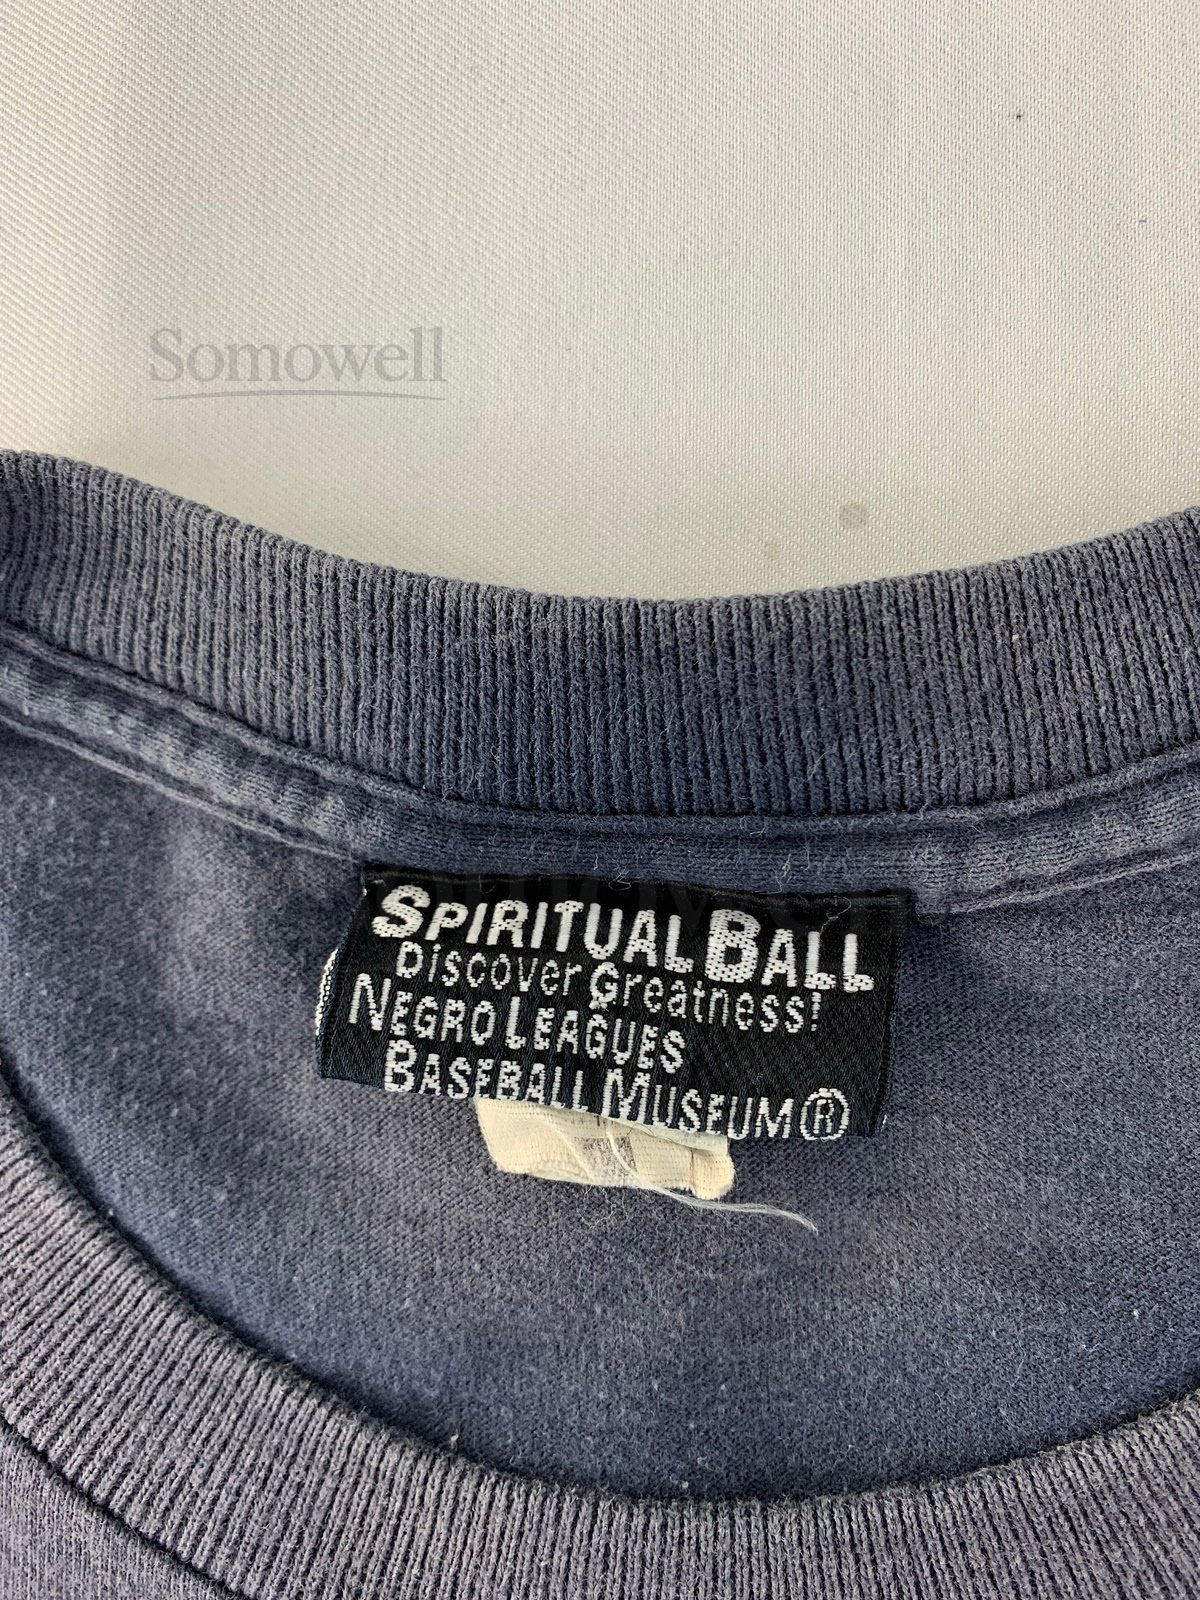 Somowell
SPIRITUAL BALL
Discover Greatness!
NEGRO LEAGUES
BASEBALL MUSEUM®